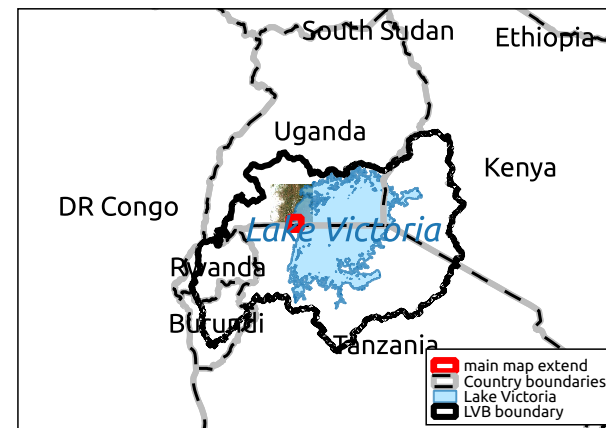 South Sudan
Ethiopia
Uganda
Kenya
DR Congo
Lake Victoria
Rwanda
Burundi
Tanzania
main map extend
Country boundaries
Lake Victoria
LVB boundary